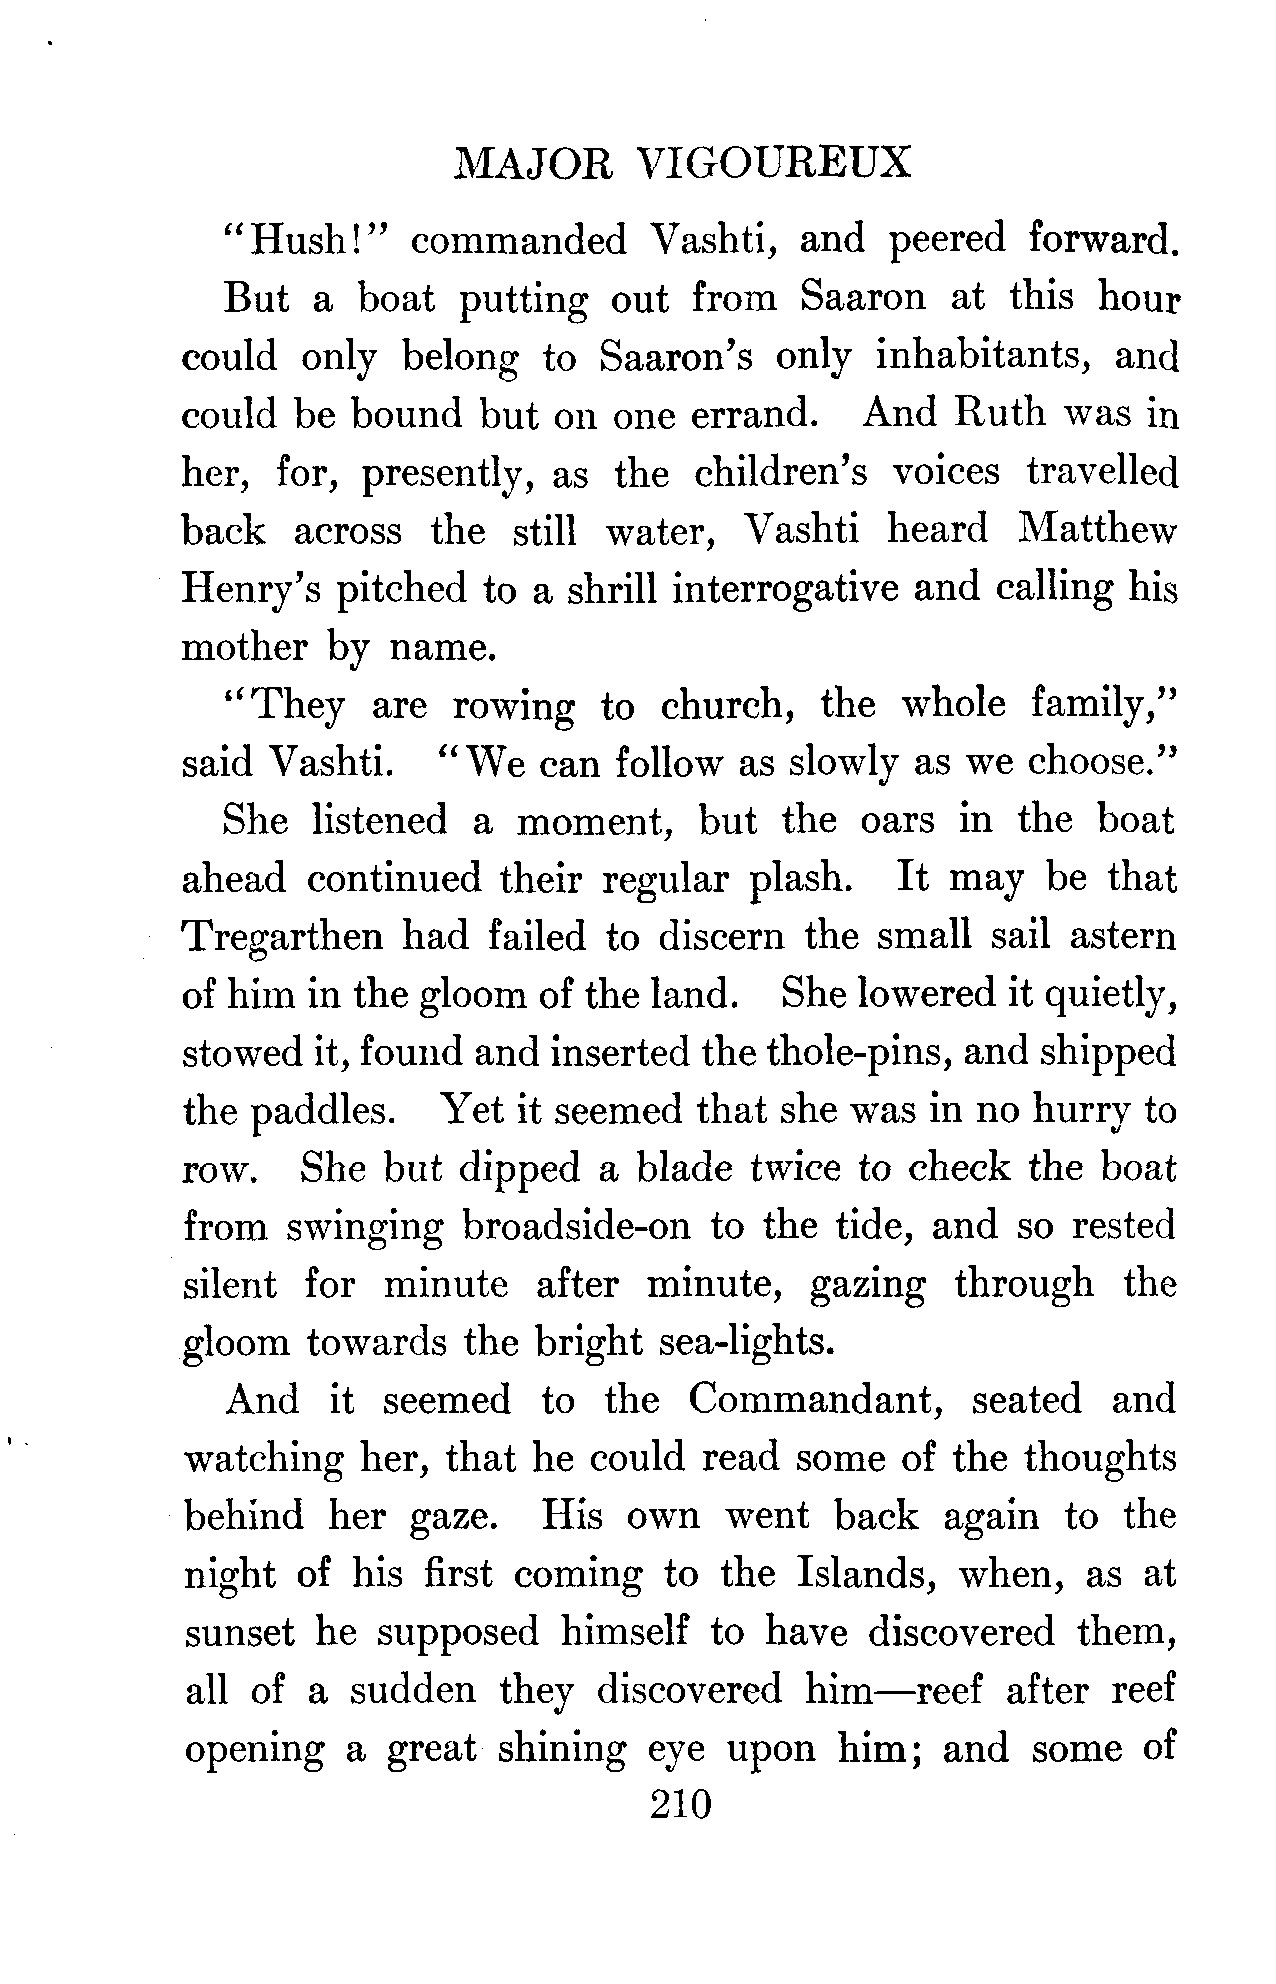 MAJOR VIGOUREUX
"Hush!" commanded Vashti, and peered forward.
But a boat putting out from Saaron at this hour
could only belong to Saaron's only inhabitants, and
could be bound but on one errand. And Ruth was in
her, for, presently, as the children's voices travelled
back across the still water, Vashti heard Matthew
Henry's pitched to a shrill interrogative and calling his
mother by name.
"They are rowing to church, the whole family,"
said Vashti. "We can follow as slowly as we choose."
She listened a moment, but the oars in the boat
ahead continued their regular plash. It may be that
Tregarthen had failed to discern the small sail astern
of him in the gloom of the land. She lowered it quietly,
stowed it, found and inserted the thole-pins, and shipped
the paddles. Yet it seemed that she was in no hurry to
row. She but dipped a blade twice to check the boat
from swinging broadside-on to the tide, and so rested
silent for minute after minute, gazing through the
gloom towards the bright sea-lights.
And it seemed to the Commandant, seated and
watching her, that he could read some of the thoughts
behind her gaze. His own went back again to the
night of his first coming to the Islands, when, as at
sunset he supposed himself to have discovered them,
all of a sudden they discovered him—reef after reef
opening a great shining eye upon him; and some of
210